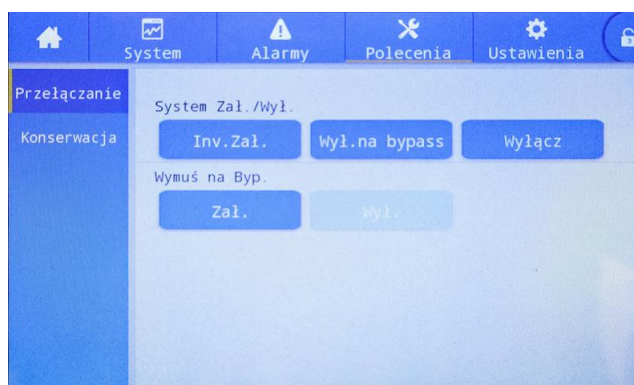 System Alarmy Polecenia Ustawienia
Przełączanie
System Zał./Wył.
Konserwacja
Inv.Zał. Wył.na bypass Wyłącz
Wymuś na Byp.
Zał. Wył.